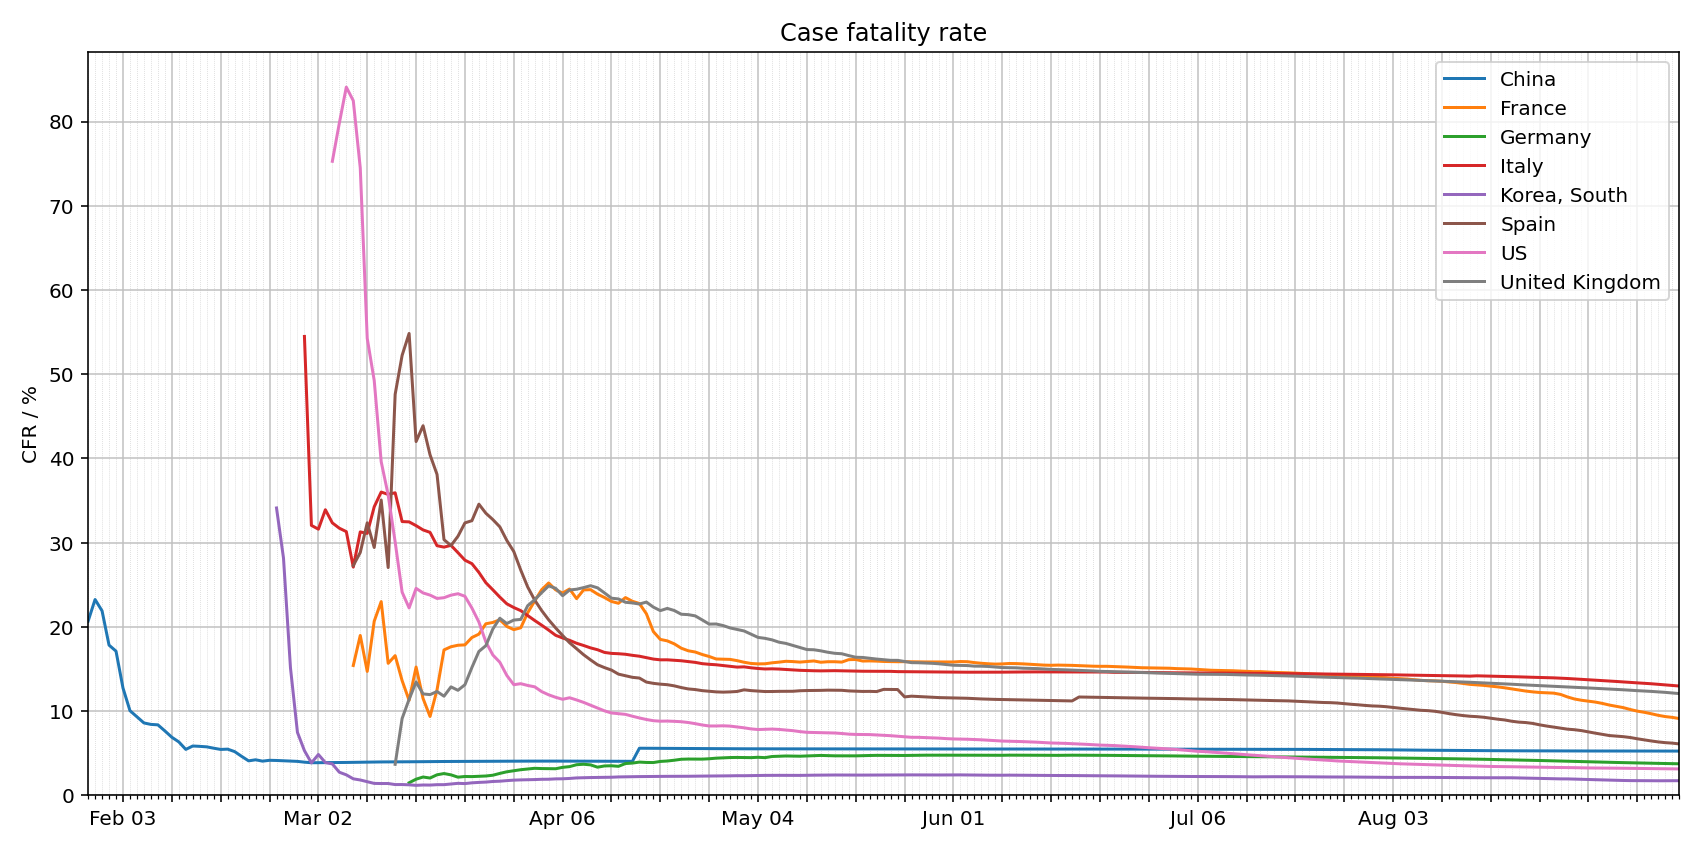 Case fatality rate
CFR / %
80
70
60
50
40
30
20
10
0
China
France
Germany
Italy
Korea, South
Spain
US
United Kingdom
Feb 03 Mar 02 Apr 06 May 04 Jun 01 Jul 06 Aug 03